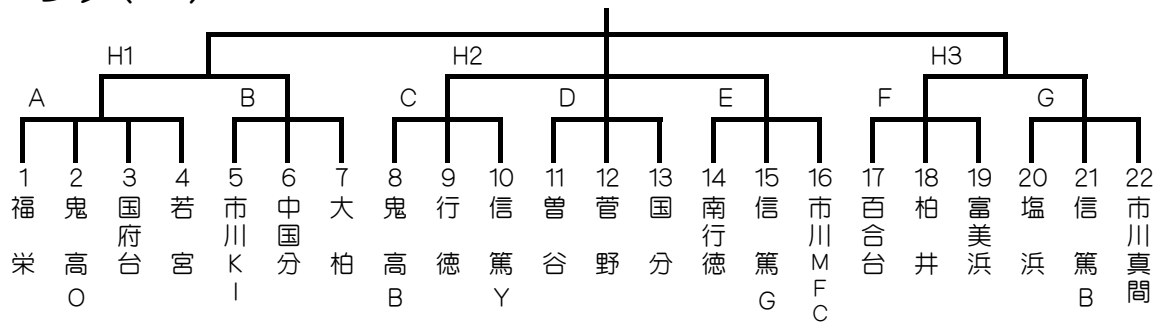 H1 H2 H3
A B C D E F G
1 2 3 4 5 6 7 8 9 10 11 12 13 14 15 16 17 18 19 20 21 22
福栄
鬼高O
国府台
若宮
市川KI
中国分
大柏
鬼高B
行徳
信篤Y
曽谷
菅野
国分
南行徳
信篤G
市川MFC
百合台
柏井
富美浜
塩浜
信篤B
市川真間